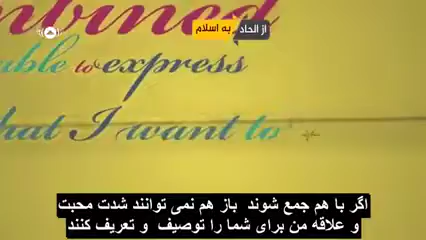 mbined
از الحاد به اسلام
able to express
hat I want to
اگر با هم جمع شوند باز هم نمی توانند شدت محبت
و علاقه من برای شما را توصیف و تعریف کنند